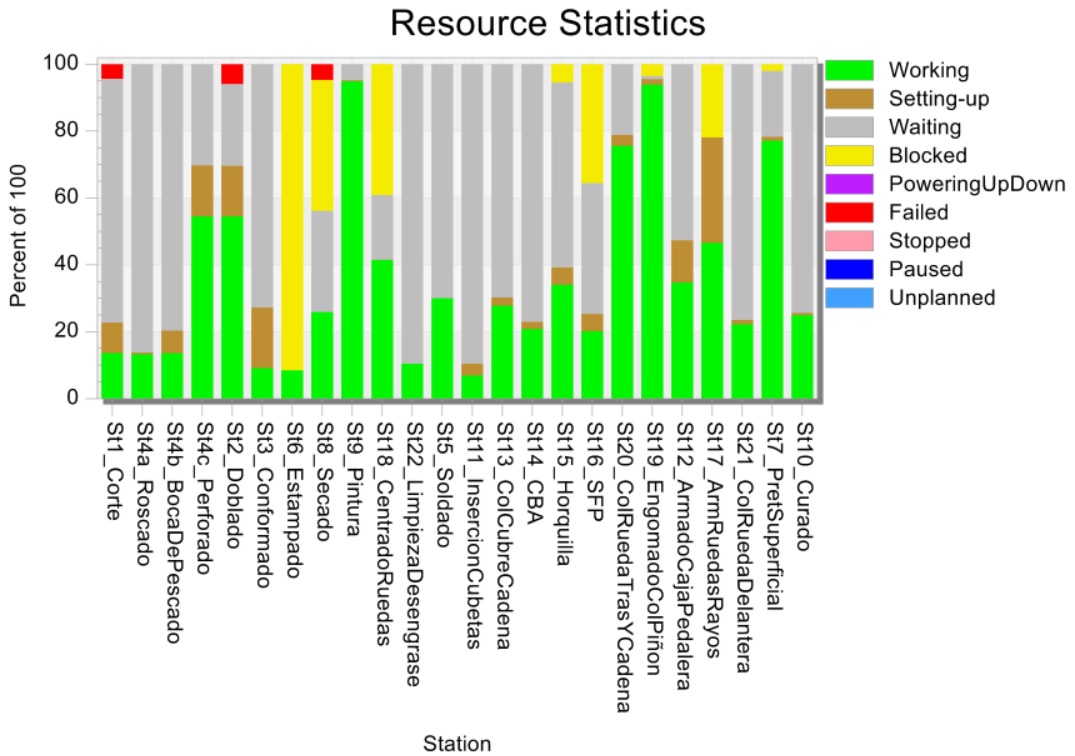 Resource Statistics
Percent of 100
100
80
60
40
20
0
Working
Setting-up
Waiting
Blocked
PoweringUpDown
Failed
Stopped
Paused
Unplanned
St1_Corte
St4a_Roscado
St4b_BocaDePescado
St4c_Perforado
St2_Doblado
St3_Conformado
St6_Estampado
St8_Secado
St9_Pintura
St18_CentradoRuedas
St22_LimpiezaDesengrase
St5_Soldado
St11_InsercionCubetas
St13_ColCubreCadena
St14_CBA
St15_Horquilla
St16_SFP
St20_ColRuedaTrasYCadena
St19_EngomadoColPiñon
St12_ArmadoCajaPedalera
St17_ArmRuedasRayos
St21_ColRuedaDelantera
St7_PretSuperficial
St10_Curado
Station